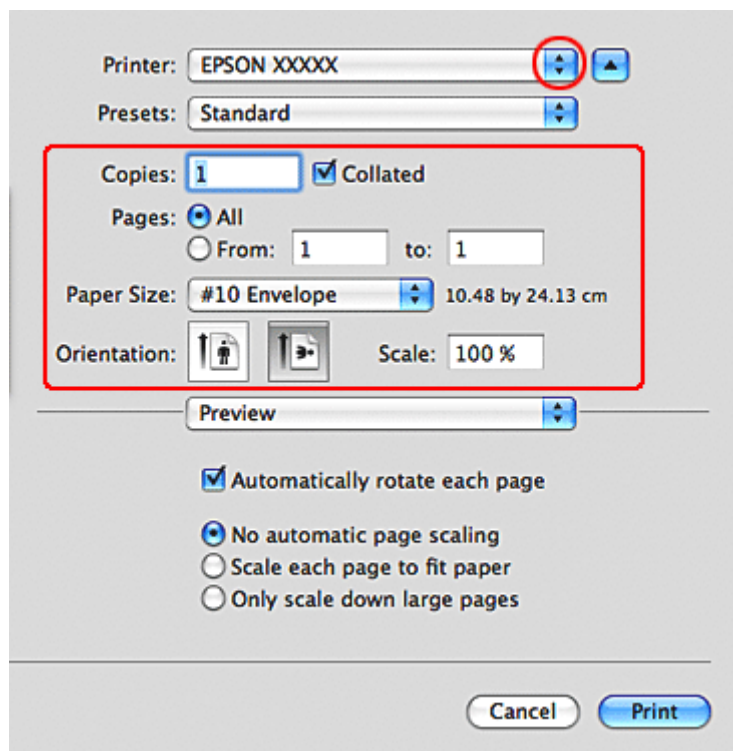 Printer: EPSON XXXXX
Presets: Standard
Copies: 1 Collated
Pages: All
From: 1 to: 1
Paper Size: #10 Envelope 10.48 by 24.13 cm
Orientation: Scale: 100 %
Preview
Automatically rotate each page
No automatic page scaling
Scale each page to fit paper
Only scale down large pages
Cancel Print